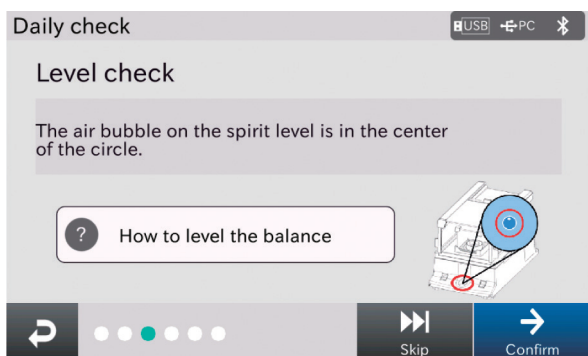 Daily check
USB PC
Level check
The air bubble on the spirit level is in the center
of the circle.
? How to level the balance
Skip
Confirm